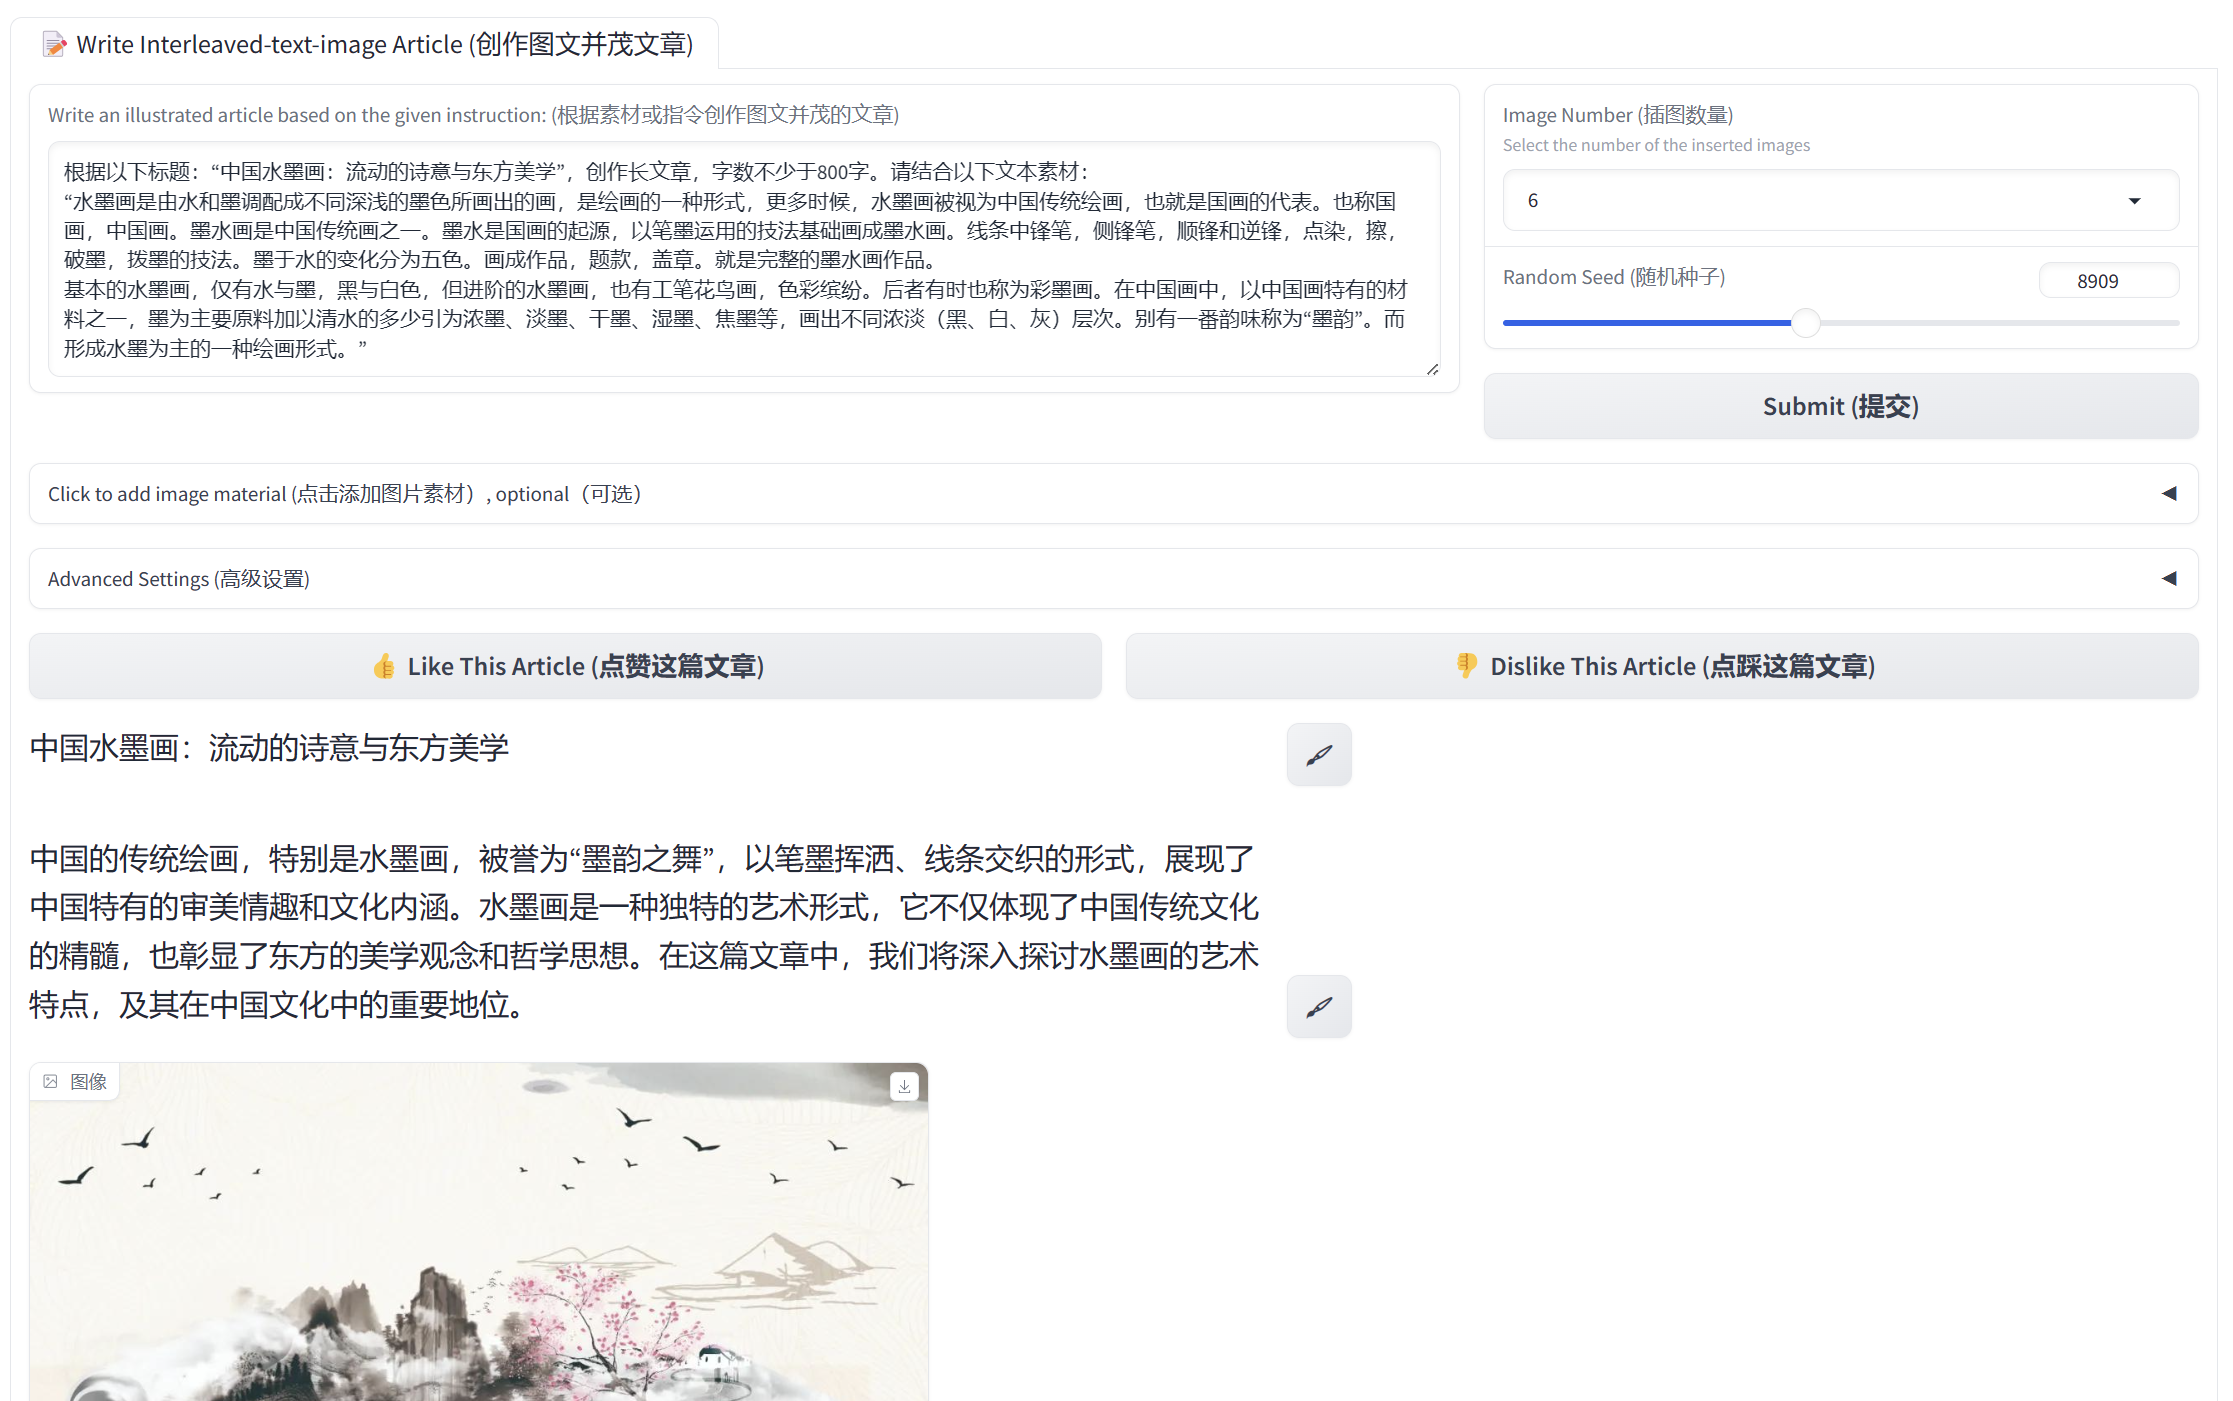 Write Interleaved-text-image Article (创作图文并茂文章)
Write an illustrated article based on the given instruction: (根据素材或指令创作图文并茂的文章)
根据以下标题：“中国水墨画：流动的诗意与东方美学”，创作长文章，字数不少于800字。请结合以下文本素材：
“水墨画是由水和墨调配成不同深浅的墨色所画出的画，是绘画的一种形式，更多时候，水墨画被视为中国传统绘画，也就是国画的代表。也称国
画，中国画。墨水画是中国传统画之一。墨水是国画的起源，以笔墨运用的技法基础画成墨水画。线条中锋笔，侧锋笔，顺锋和逆锋，点染，擦，
破墨，拨墨的技法。墨于水的变化分为五色。画成作品，题款，盖章。就是完整的墨水画作品。
基本的水墨画，仅有水与墨，黑与白色，但进阶的水墨画，也有工笔花鸟画，色彩缤纷。后者有时也称为彩墨画。在中国画中，以中国画特有的材
料之一，墨为主要原料加以清水的多少引为浓墨、淡墨、干墨、湿墨、焦墨等，画出不同浓淡（黑、白、灰）层次。别有一番韵味称为“墨韵”。而
形成水墨为主的一种绘画形式。”
Image Number (插图数量)
Select the number of the inserted images
6
Random Seed (随机种子)
8909
Submit (提交)
Click to add image material (点击添加图片素材）, optional（可选）
Advanced Settings (高级设置)
Like This Article (点赞这篇文章)
Dislike This Article (点踩这篇文章)
中国水墨画：流动的诗意与东方美学
中国的传统绘画，特别是水墨画，被誉为“墨韵之舞”，以笔墨挥洒、线条交织的形式，展现了
中国特有的审美情趣和文化内涵。水墨画是一种独特的艺术形式，它不仅体现了中国传统文化
的精髓，也彰显了东方的美学观念和哲学思想。在这篇文章中，我们将深入探讨水墨画的艺术
特点，及其在中国文化中的重要地位。
图像